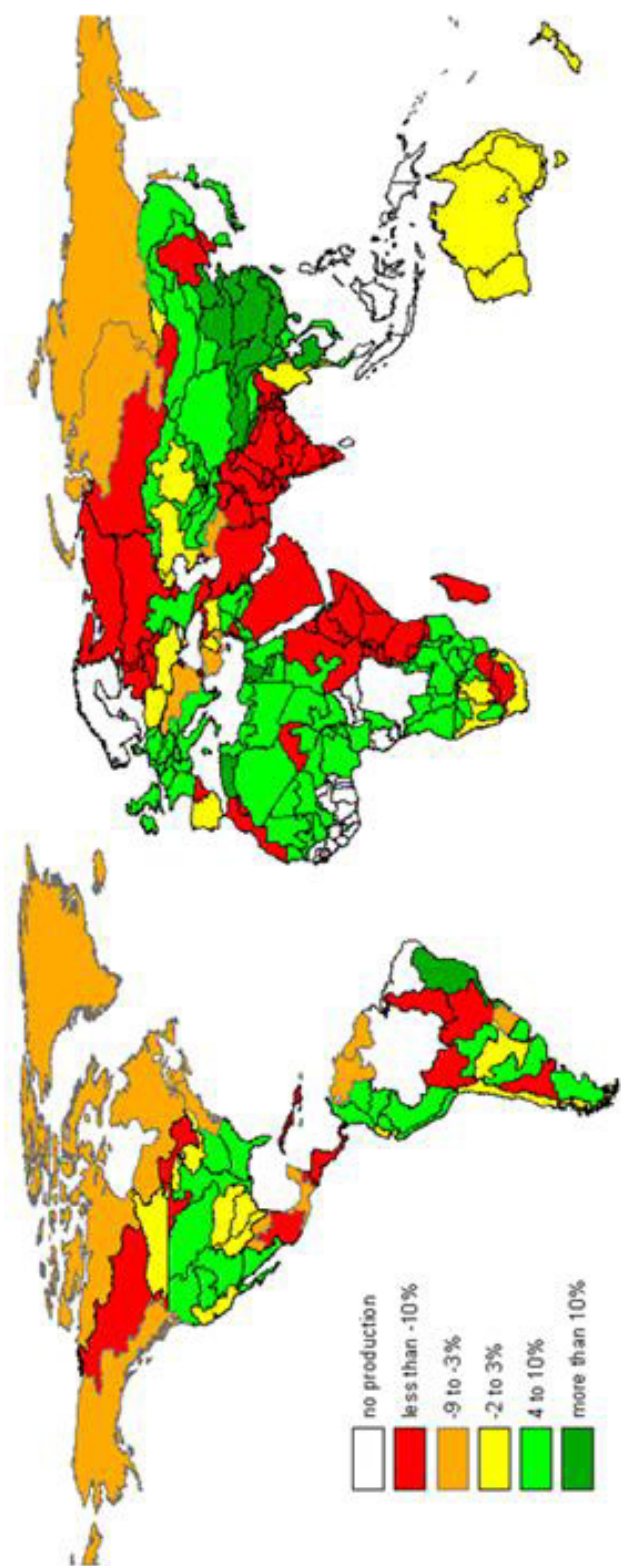 no production
less than -10%
-9 to -3%
-2 to 3%
4 to 10%
more than 10%